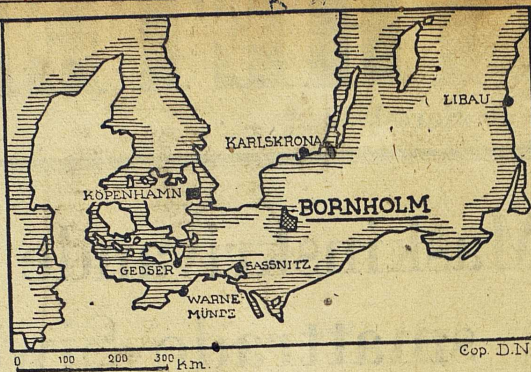 LIBAU
KARLSKRONA
KÖPENHAMN
BORNHOLM
GEDSER
SASSNITZ
WARNE
MÜNDE
0 100 200 300 Km.
Cop. D.N